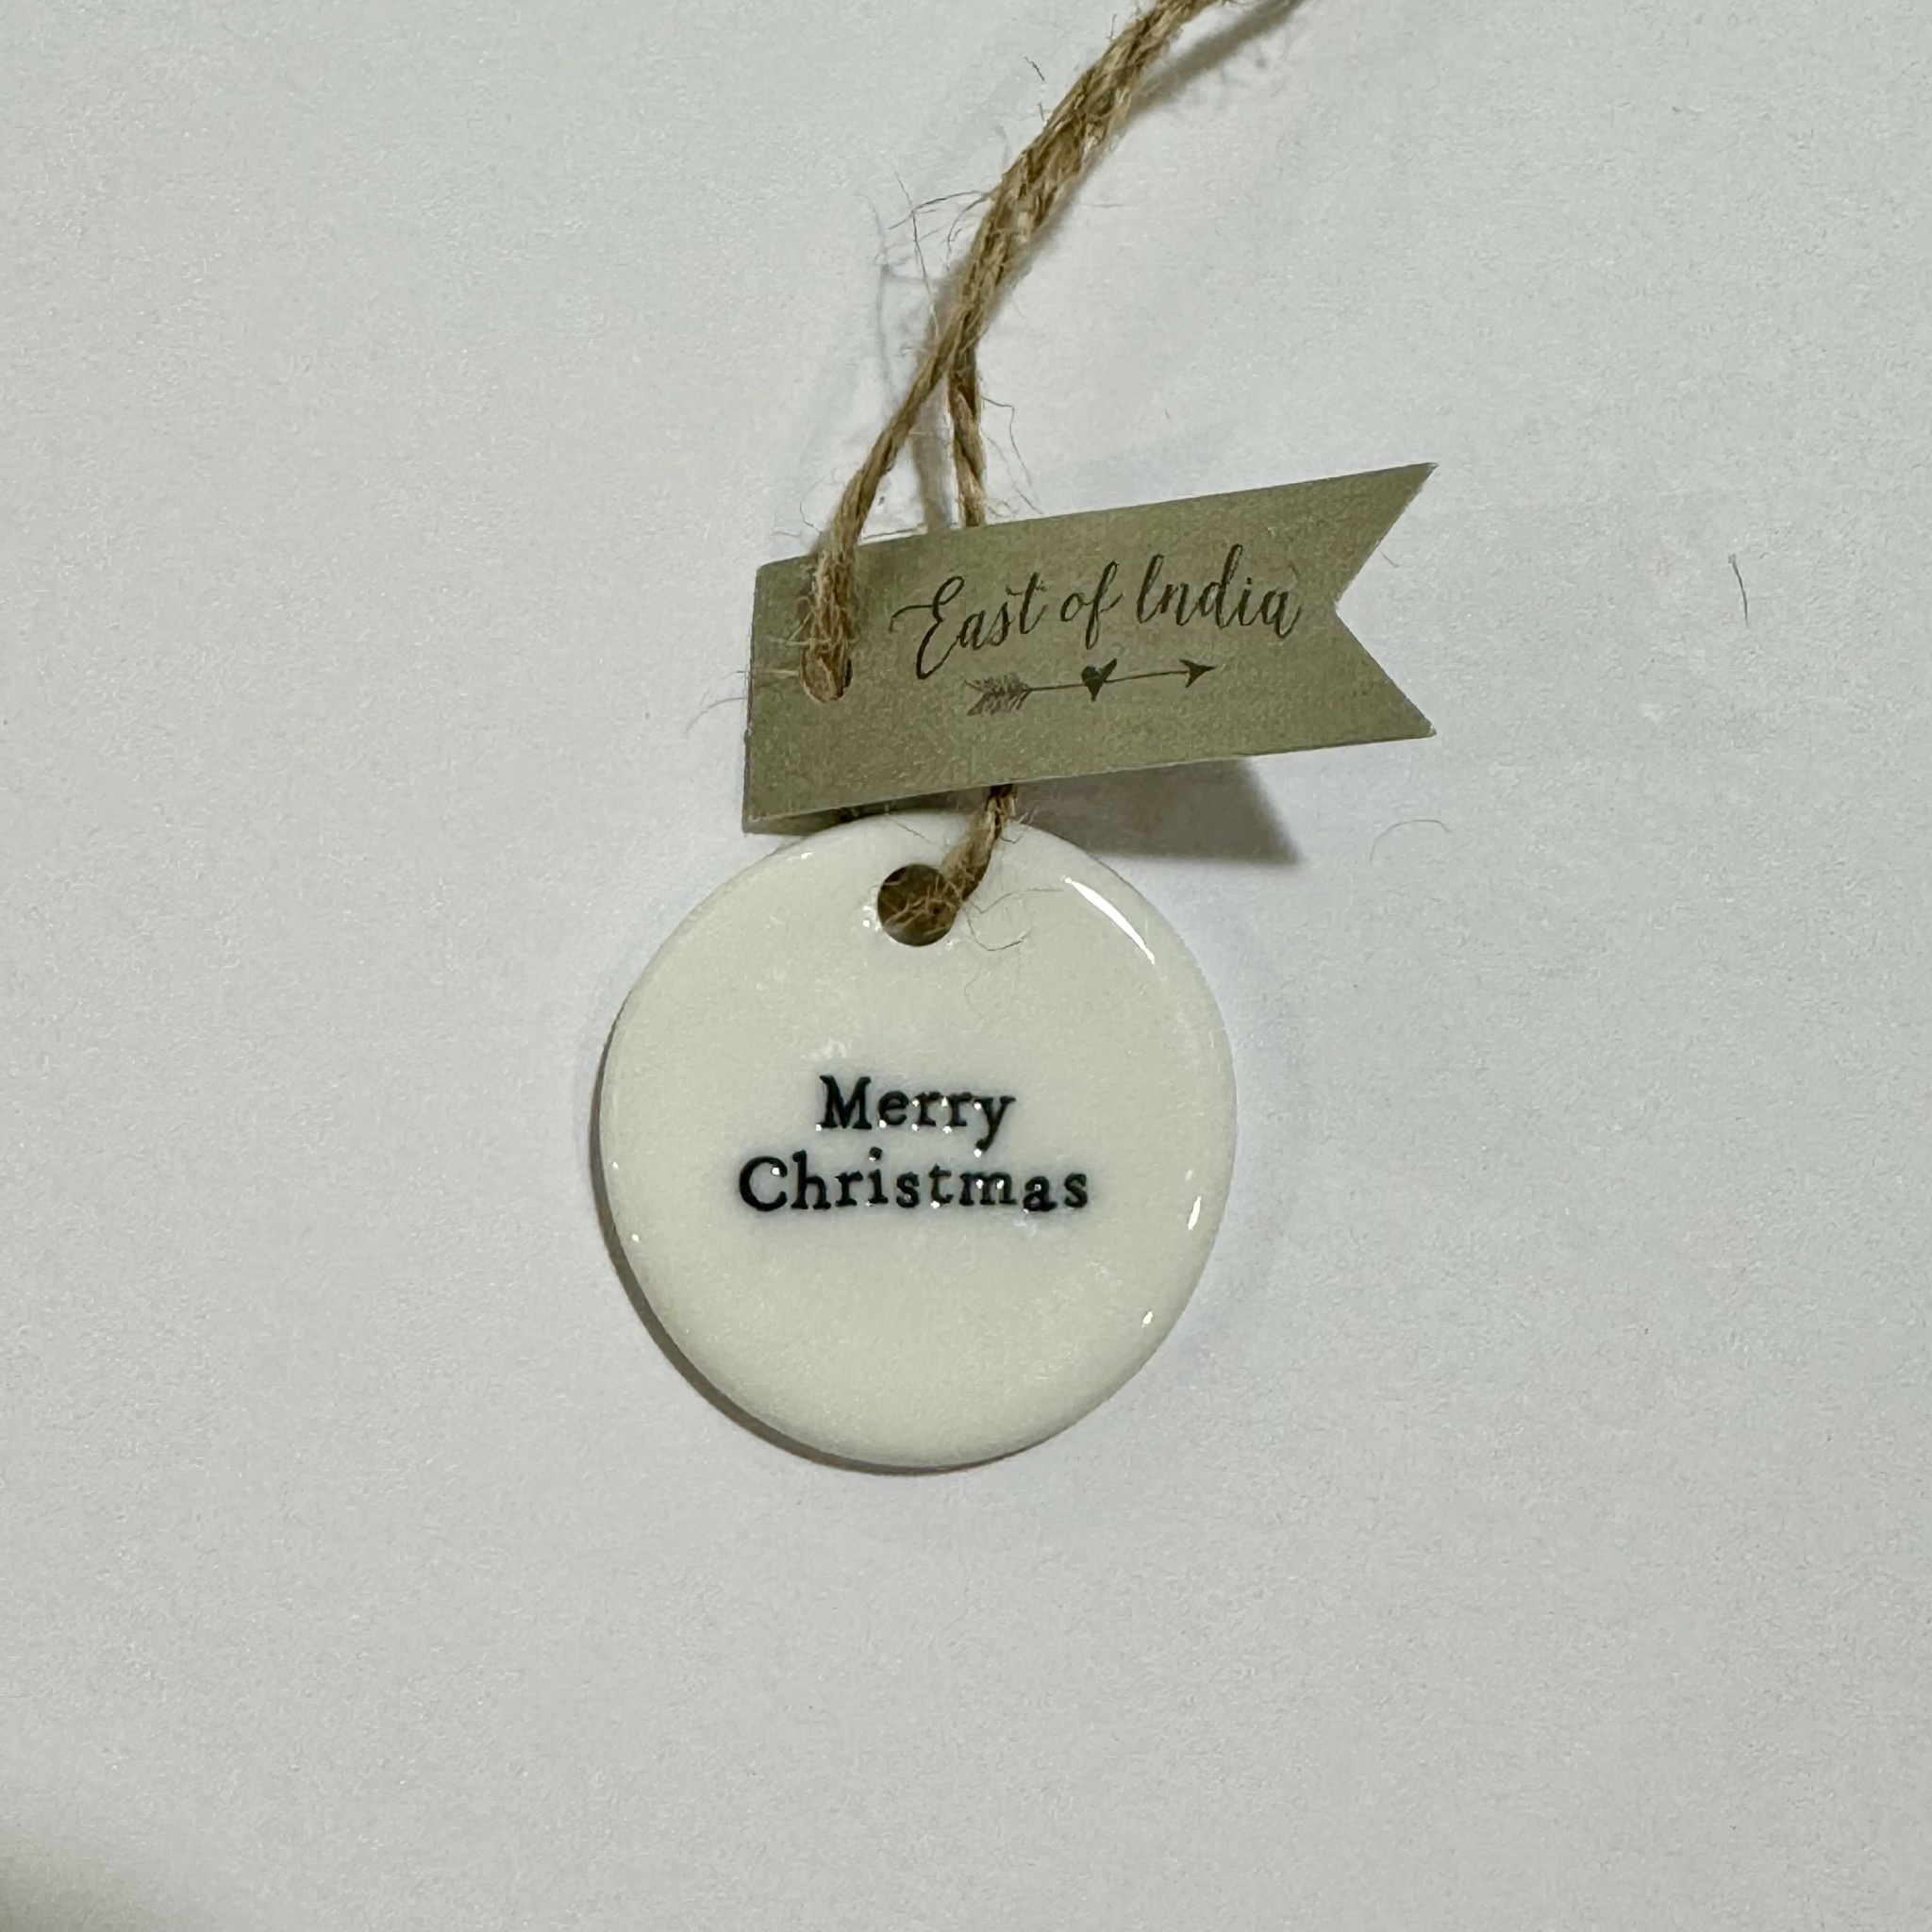 East of India
Merry
Christmas